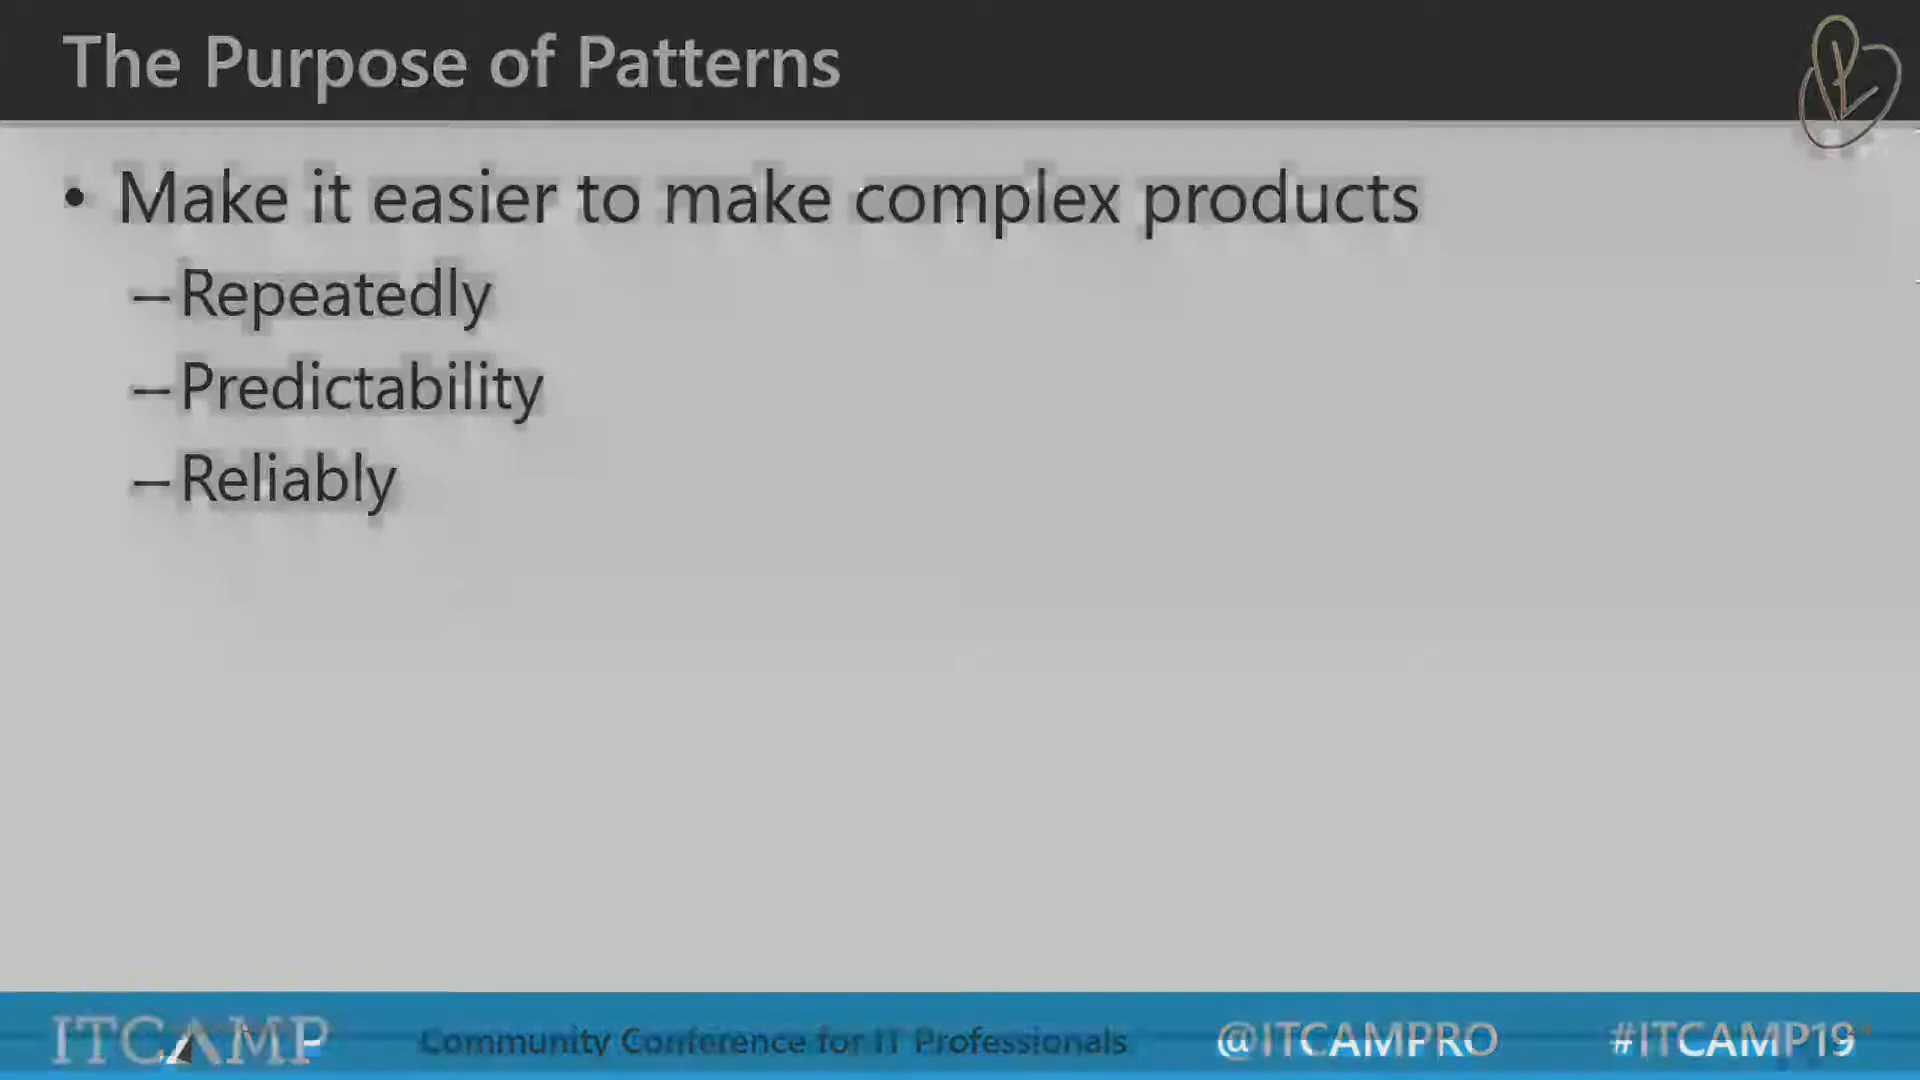 The Purpose of Patterns
• Make it easier to make complex products
–Repeatedly
–Predictability
–Reliably
ITCAMP Community Conference for IT Professionals @ITCAMPRO #ITCAMP19